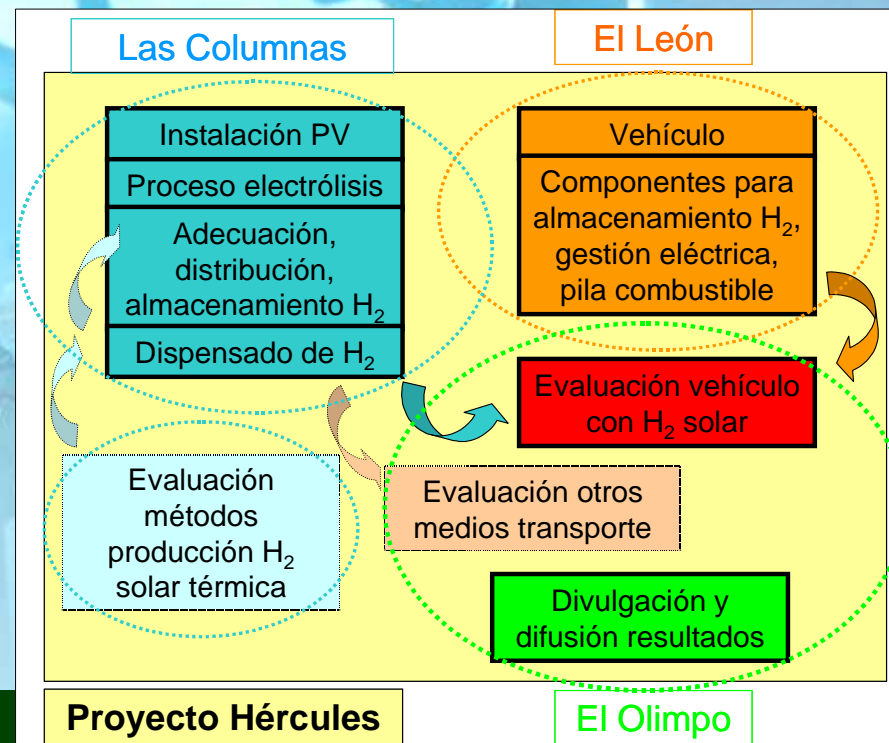 Las Columnas
El León
Instalación PV
Proceso electrólisis
Adecuación,
distribución,
almacenamiento H₂
Dispensado de H₂
Vehículo
Componentes para
almacenamiento H₂,
gestión eléctrica,
pila combustible
Evaluación vehículo
con H₂ solar
Evaluación
métodos
producción H₂
solar térmica
Evaluación otros
medios transporte
Divulgación y
difusión resultados
Proyecto Hércules
El Olimpo